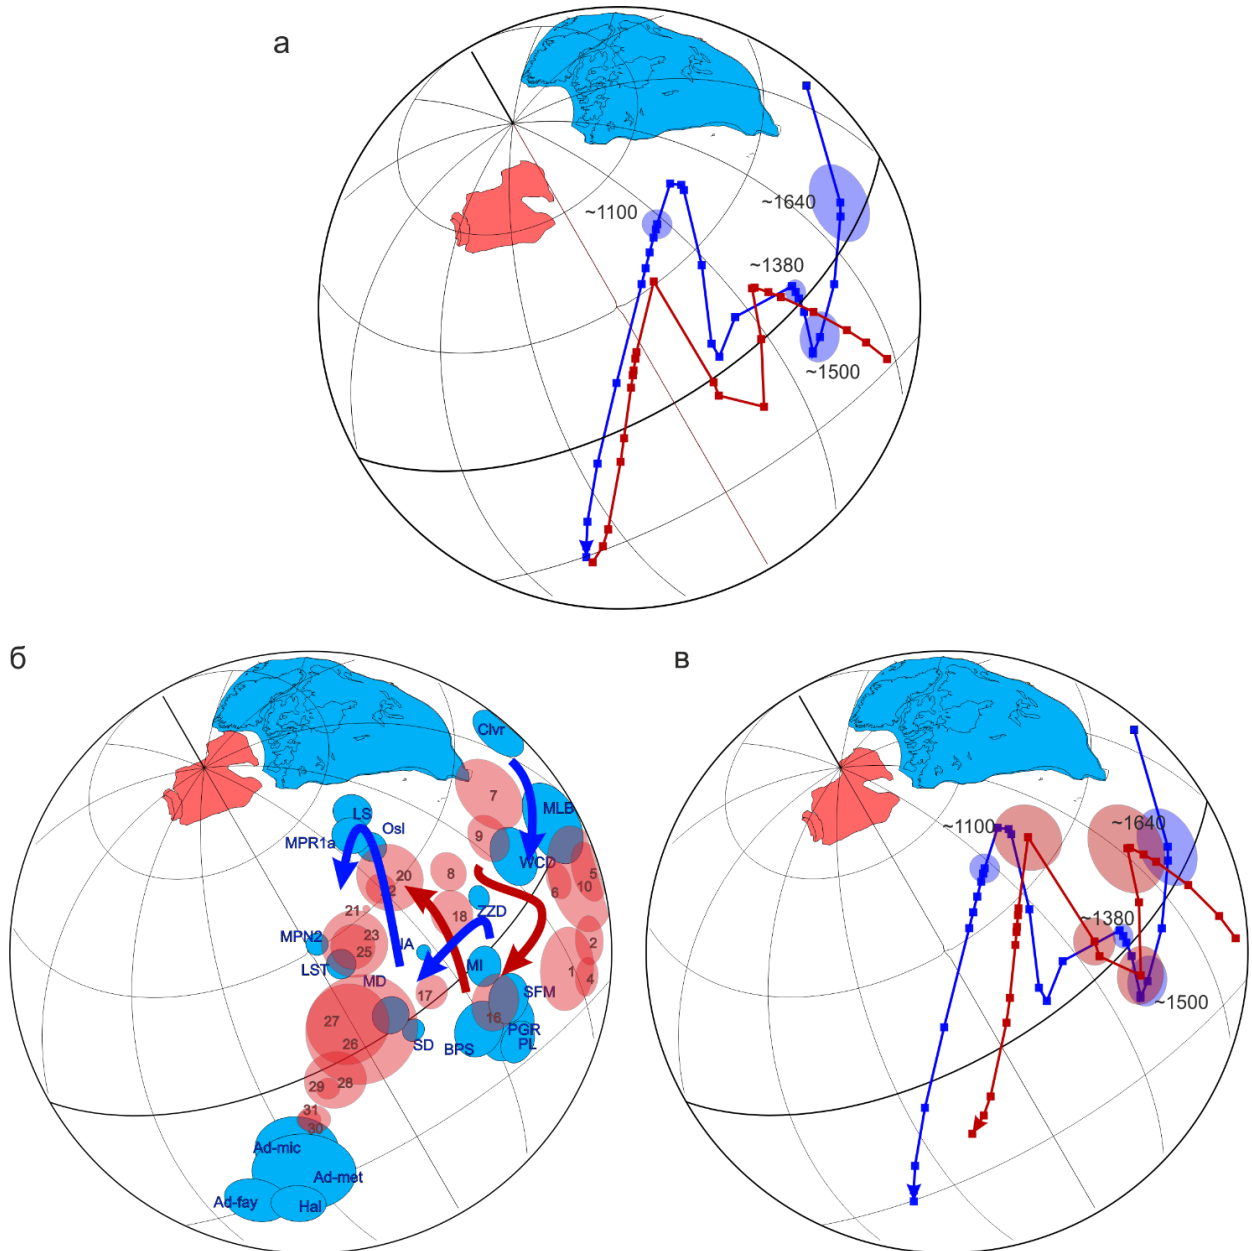 а
~1640
~1100
~1380
~1500
б
в
Clvr
7
MLB
LS
Osl
MPR1a
9
WCD
20
8
5
10
6
21
18
ZZD
MPN2
23
25
2
LST
MI
1
4
MD
17
SFM
27
16
PGR
SD
BPS
PL
26
29
28
31
30
Ad-mic
Ad-met
Ad-fay
Hal
~1100
~1640
~1380
~1500